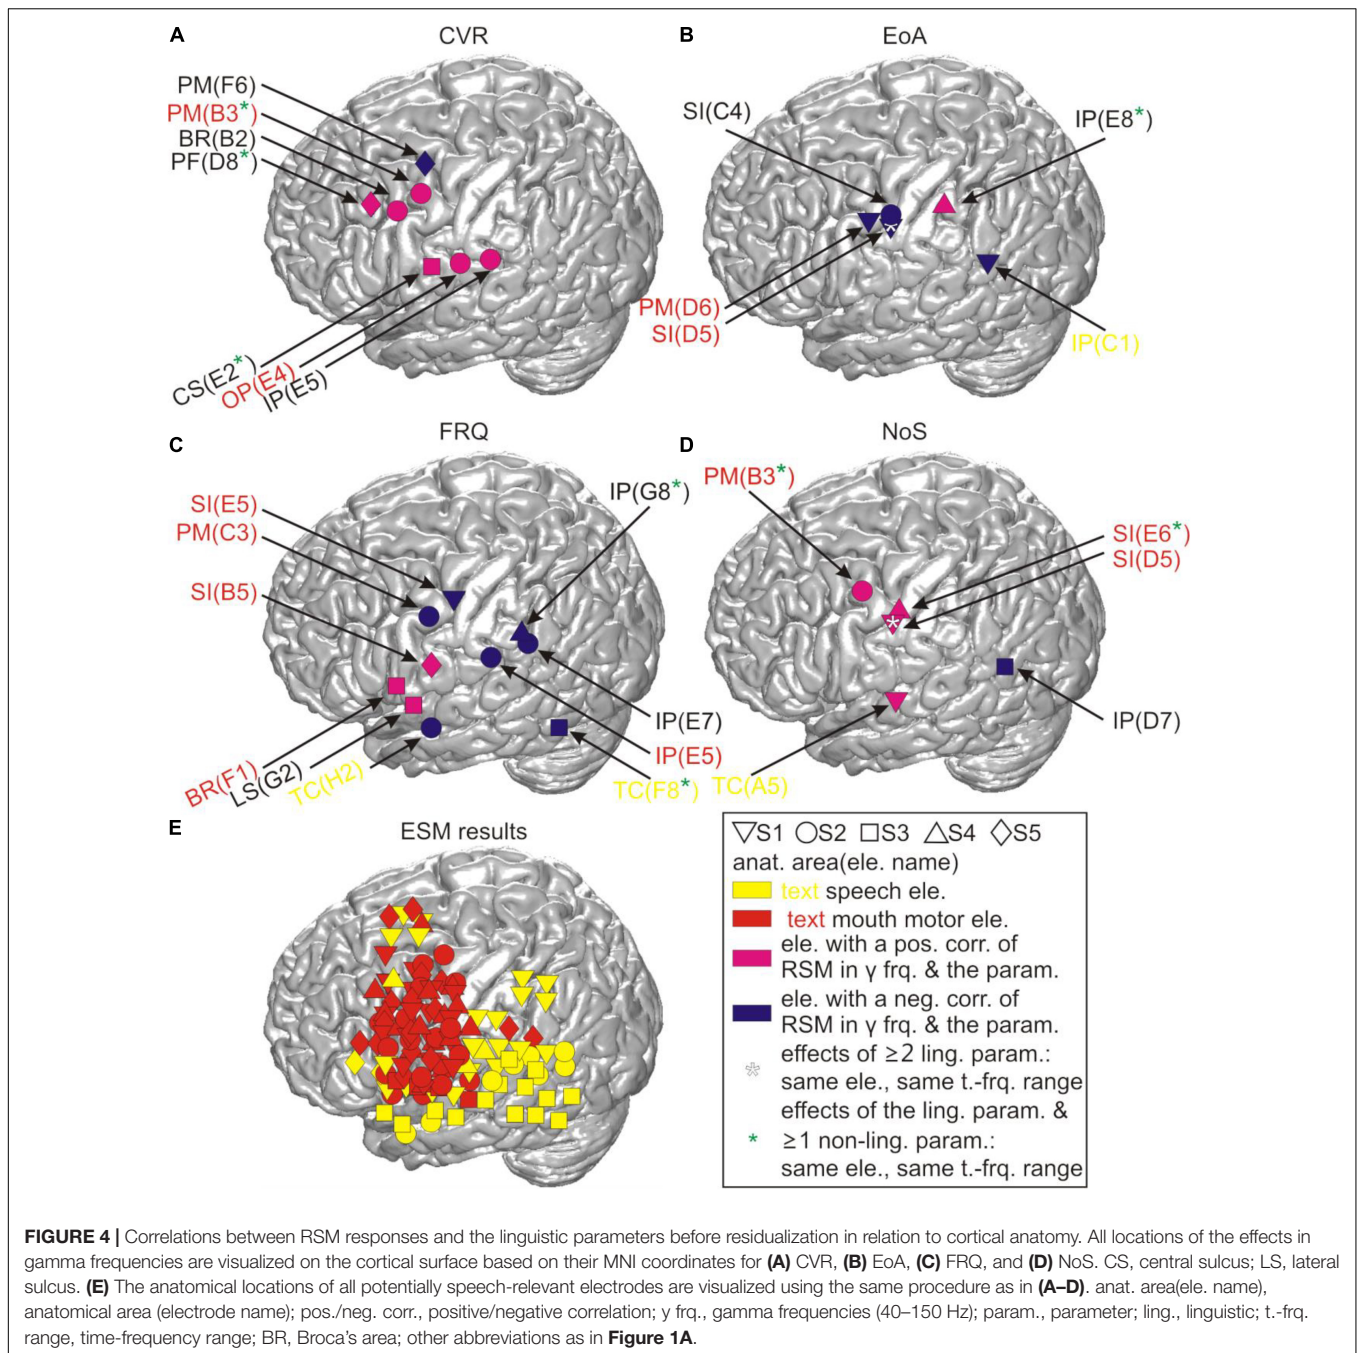 A
CVR
PM(F6)
PM(B3*)
BR(B2)
PF(D8*)
CS(E2*)
OP(E4)
IP(E5)
B
EoA
SI(C4)
IP(E8*)
PM(D6)
SI(D5)
IP(C1)
C
FRQ
SI(E5)
PM(C3)
SI(B5)
IP(G8*)
BR(F1)
LS(G2)
TC(H2)
IP(E7)
IP(E5)
TC(F8*)
D
NoS
PM(B3*)
SI(E6*)
SI(D5)
IP(D7)
TC(A5)
E
ESM results
S1 S2 S3 S4 S5
anat. area(ele. name)
text speech ele.
text mouth motor ele.
ele. with a pos. corr. of
RSM in γ frq. & the param.
ele. with a neg. corr. of
RSM in γ frq. & the param.
effects of ≥2 ling. param.:
* same ele., same t.-frq. range
effects of the ling. param. &
* ≥1 non-ling. param.:
same ele., same t.-frq. range
FIGURE 4 | Correlations between RSM responses and the linguistic parameters before residualization in relation to cortical anatomy. All locations of the effects in
gamma frequencies are visualized on the cortical surface based on their MNI coordinates for (A) CVR, (B) EoA, (C) FRQ, and (D) NoS. CS, central sulcus; LS, lateral
sulcus. (E) The anatomical locations of all potentially speech-relevant electrodes are visualized using the same procedure as in (A–D). anat. area(ele. name),
anatomical area (electrode name); pos./neg. corr., positive/negative correlation; γ frq., gamma frequencies (40–150 Hz); param., parameter; ling., linguistic; t.-frq.
range, time-frequency range; BR, Broca's area; other abbreviations as in Figure 1A.